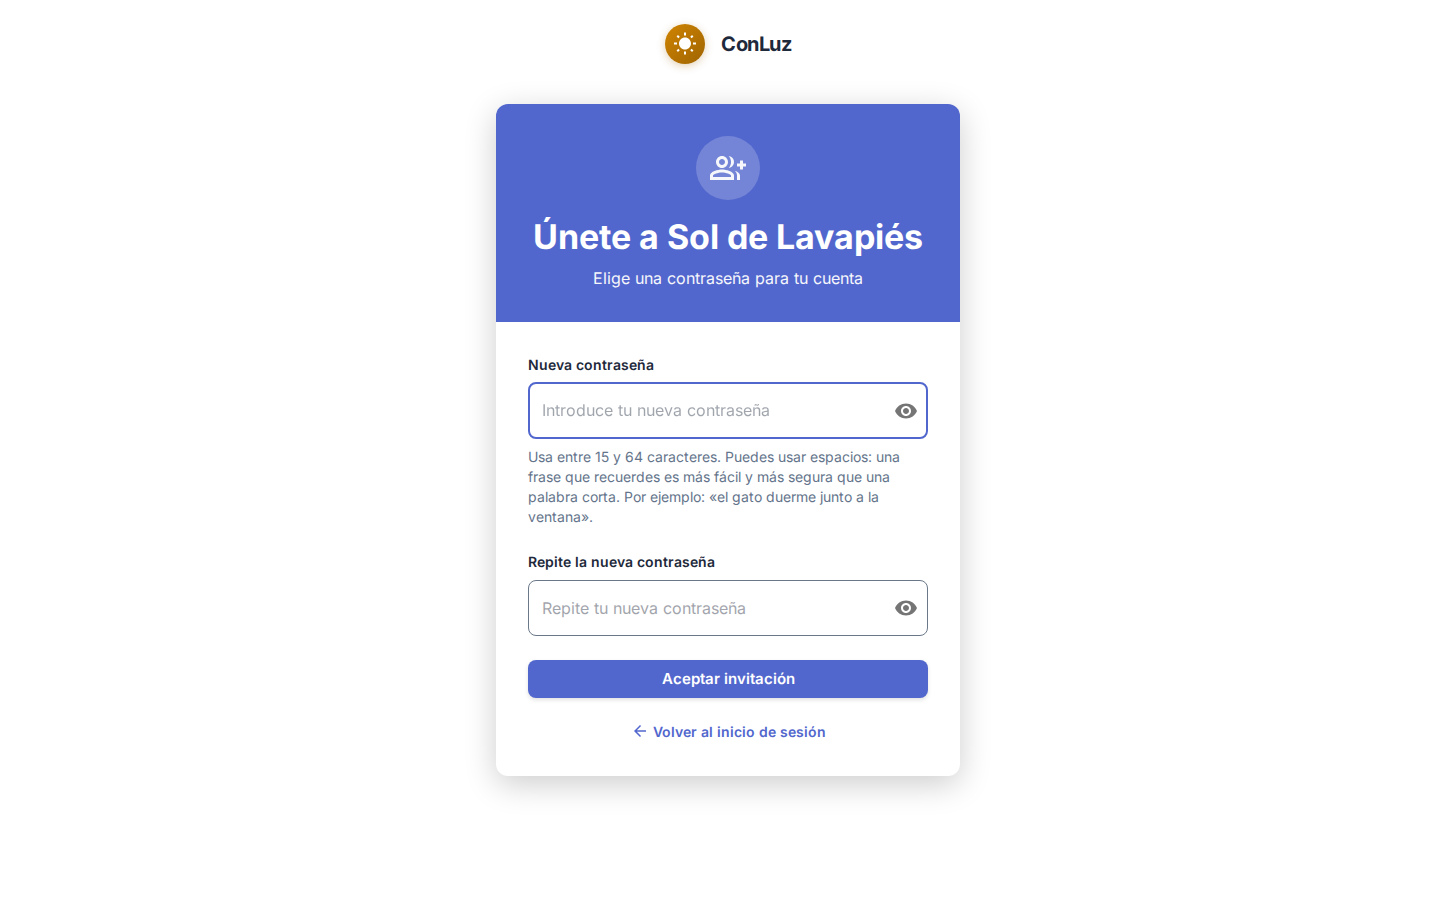 ConLuz
Únete a Sol de Lavapiés
Elige una contraseña para tu cuenta
Nueva contraseña
Introduce tu nueva contraseña
Usa entre 15 y 64 caracteres. Puedes usar espacios: una
frase que recuerdes es más fácil y más segura que una
palabra corta. Por ejemplo: «el gato duerme junto a la
ventana».
Repite la nueva contraseña
Repite tu nueva contraseña
Aceptar invitación
Volver al inicio de sesión